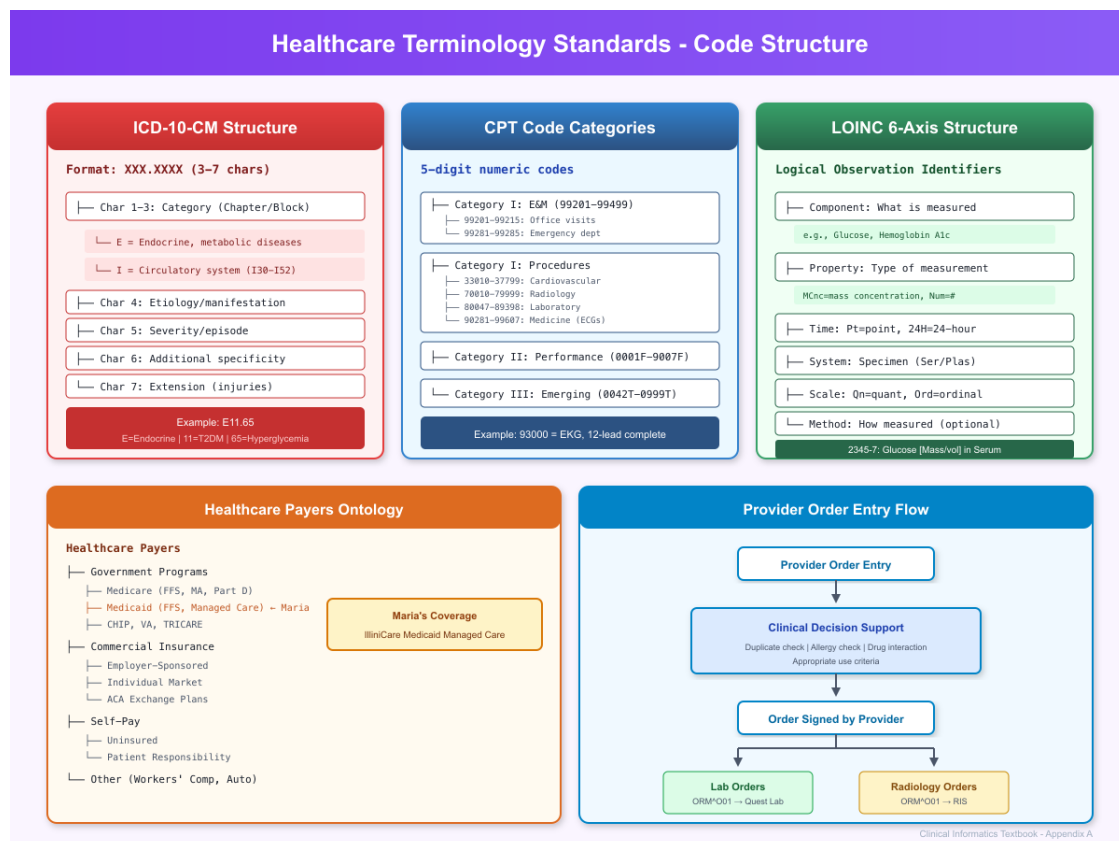 Healthcare Terminology Standards - Code Structure
ICD-10-CM Structure
Format: XXX.XXXX (3-7 chars)
├── Char 1-3: Category (Chapter/Block)
└── E = Endocrine, metabolic diseases
└── I = Circulatory system (I30-I52)
├── Char 4: Etiology/manifestation
├── Char 5: Severity/episode
├── Char 6: Additional specificity
└── Char 7: Extension (injuries)
Example: E11.65
E=Endocrine | 11=T2DM | 65=Hyperglycemia
CPT Code Categories
5-digit numeric codes
├── Category I: E&M (99201-99499)
├── 99201-99215: Office visits
└── 99281-99285: Emergency dept
├── Category I: Procedures
├── 33010-37799: Cardiovascular
├── 70010-79999: Radiology
├── 80047-89398: Laboratory
└── 90281-99607: Medicine (ECGs)
├── Category II: Performance (0001F-9007F)
└── Category III: Emerging (0042T-0999T)
Example: 93000 = EKG, 12-lead complete
LOINC 6-Axis Structure
Logical Observation Identifiers
├── Component: What is measured
e.g., Glucose, Hemoglobin A1c
├── Property: Type of measurement
MCnc=mass concentration, Num=#
├── Time: Pt=point, 24H=24-hour
├── System: Specimen (Ser/Plas)
├── Scale: Qn=quant, Ord=ordinal
└── Method: How measured (optional)
2345-7: Glucose [Mass/vol] in Serum
Healthcare Payers Ontology
Healthcare Payers
├── Government Programs
├── Medicare (FFS, MA, Part D)
├── Medicaid (FFS, Managed Care) ← Maria
├── CHIP, VA, TRICARE
├── Commercial Insurance
├── Employer-Sponsored
├── Individual Market
└── ACA Exchange Plans
├── Self-Pay
├── Uninsured
└── Patient Responsibility
└── Other (Workers' Comp, Auto)
Maria's Coverage
IlliniCare Medicaid Managed Care
Provider Order Entry Flow
Provider Order Entry
Clinical Decision Support
Duplicate check | Allergy check | Drug interaction
Appropriate use criteria
Order Signed by Provider
Lab Orders
ORM^O01 → Quest Lab
Radiology Orders
ORM^O01 → RIS
Clinical Informatics Textbook - Appendix A